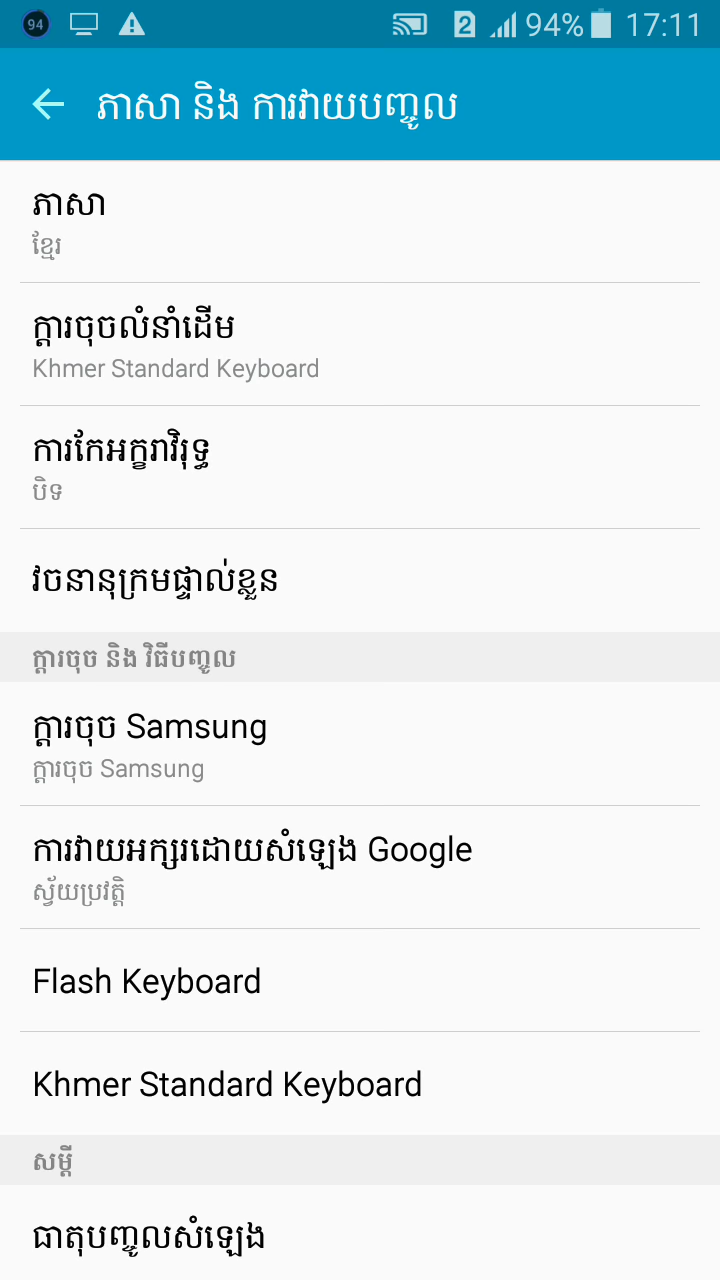 94
2 94% 17:11
ភាសា និង ការវាយបញ្ចូល
ភាសា
ខ្មែរ
ក្ដារចុចលំនាំដើម
Khmer Standard Keyboard
ការកែអក្ខរាវិរុទ្ធ
បិទ
វចនានុក្រមផ្ទាល់ខ្លួន
ក្ដារចុច និង វិធីបញ្ចូល
ក្ដារចុច Samsung
ក្ដារចុច Samsung
ការវាយអក្សរដោយសំឡេង Google
ស្វ័យប្រវត្តិ
Flash Keyboard
Khmer Standard Keyboard
សម្ដី
ធាតុបញ្ចូលសំឡេង